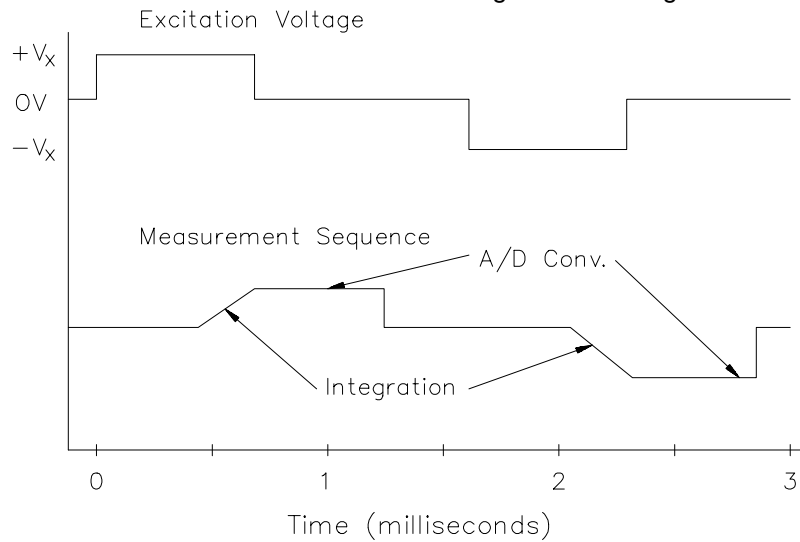 Excitation Voltage
+Vx
0V
−Vx
Measurement Sequence
A/D Conv.
Integration
0 1 2 3
Time (milliseconds)